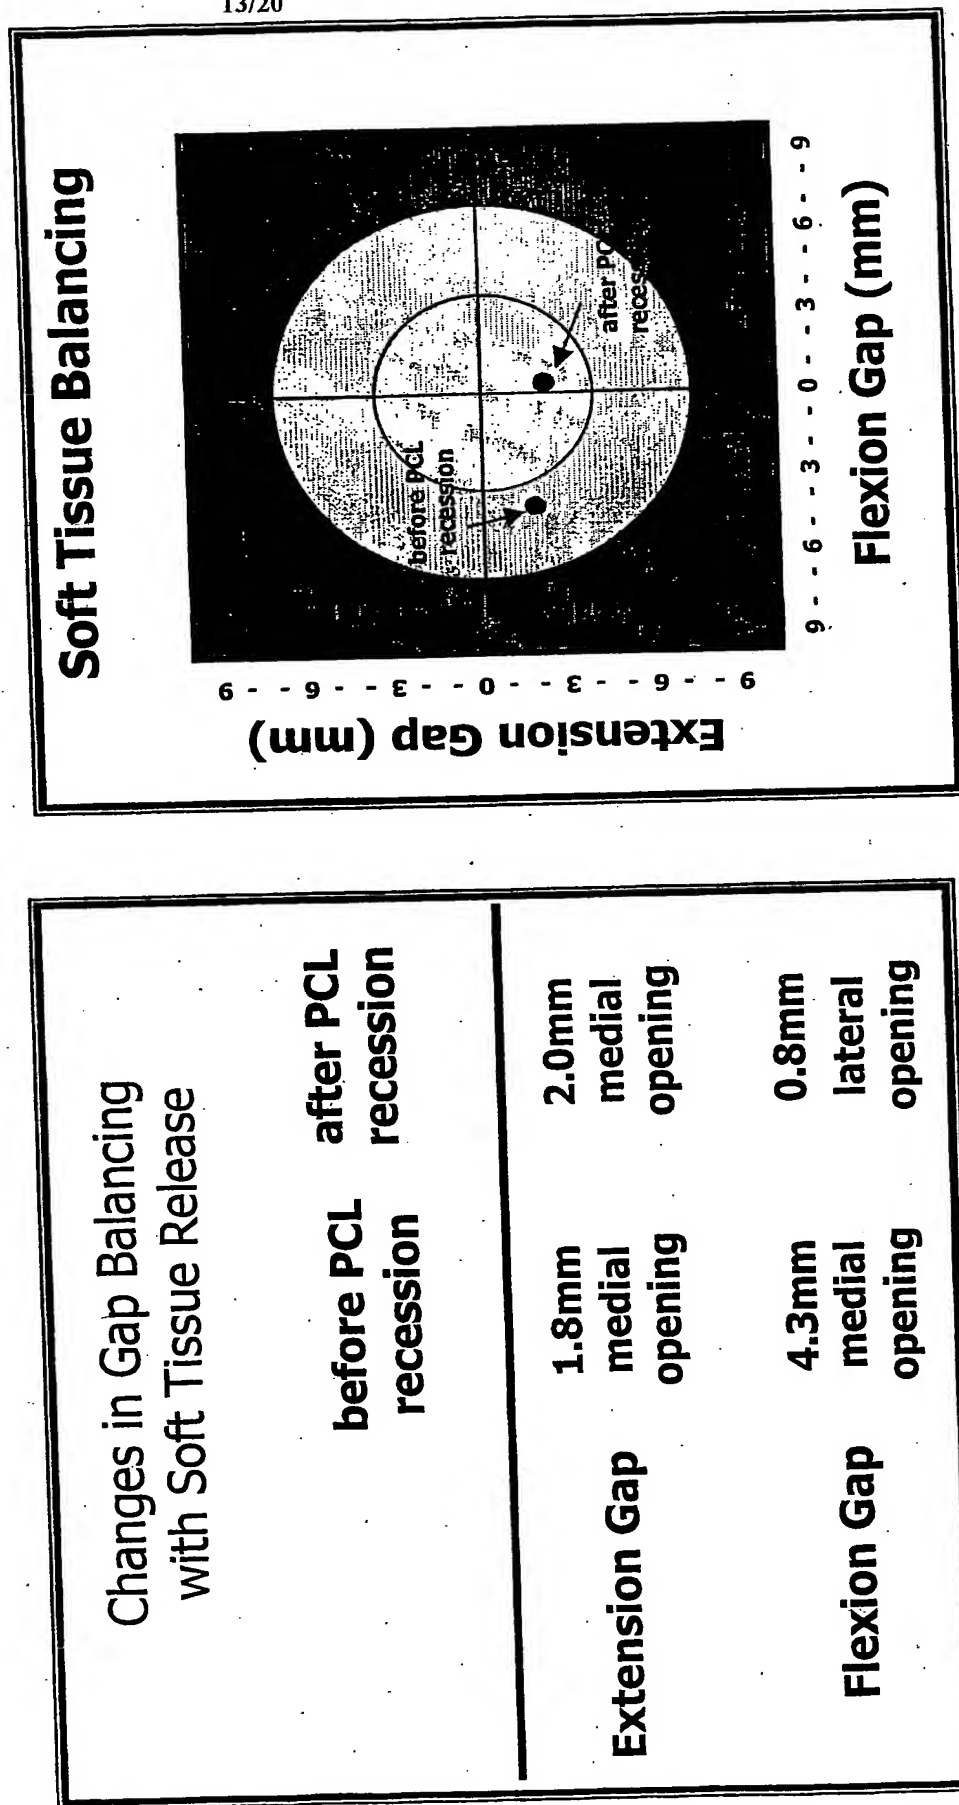 13/20
Changes in Gap Balancing
with Soft Tissue Release
before PCL
recession
after PCL
recession
Extension Gap
1.8mm
medial
opening
2.0mm
medial
opening
Flexion Gap
4.3mm
medial
opening
0.8mm
lateral
opening
Soft Tissue Balancing
Extension Gap (mm)
9 - - 6 - - 3 - - 0 - - 3 - - 6 - - 9
before PCL
recession
after PC
reces
9 - - 6 - - 3 - - 0 - - 3 - - 6 - - 9
Flexion Gap (mm)